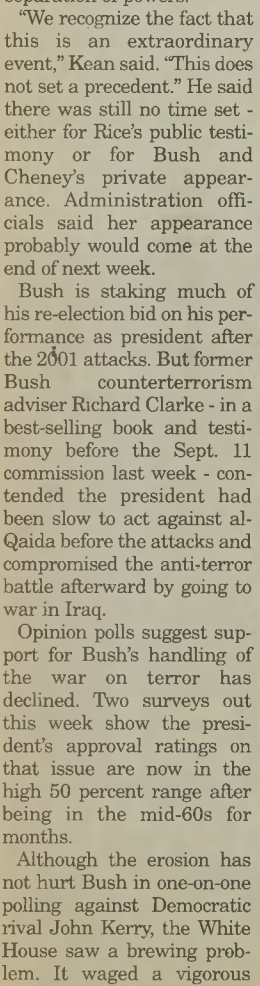 separation of powers.
"We recognize the fact that
this is an extraordinary
event," Kean said. "This does
not set a precedent." He said
there was still no time set -
either for Rice's public testi-
mony or for Bush and
Cheney's private appear-
ance. Administration offi-
cials said her appearance
probably would come at the
end of next week.
Bush is staking much of
his re-election bid on his per-
formance as president after
the 2001 attacks. But former
Bush counterterrorism
adviser Richard Clarke - in a
best-selling book and testi-
mony before the Sept. 11
commission last week - con-
tended the president had
been slow to act against al-
Qaida before the attacks and
compromised the anti-terror
battle afterward by going to
war in Iraq.
Opinion polls suggest sup-
port for Bush's handling of
the war on terror has
declined. Two surveys out
this week show the presi-
dent's approval ratings on
that issue are now in the
high 50 percent range after
being in the mid-60s for
months.
Although the erosion has
not hurt Bush in one-on-one
polling against Democratic
rival John Kerry, the White
House saw a brewing prob-
lem. It waged a vigorous